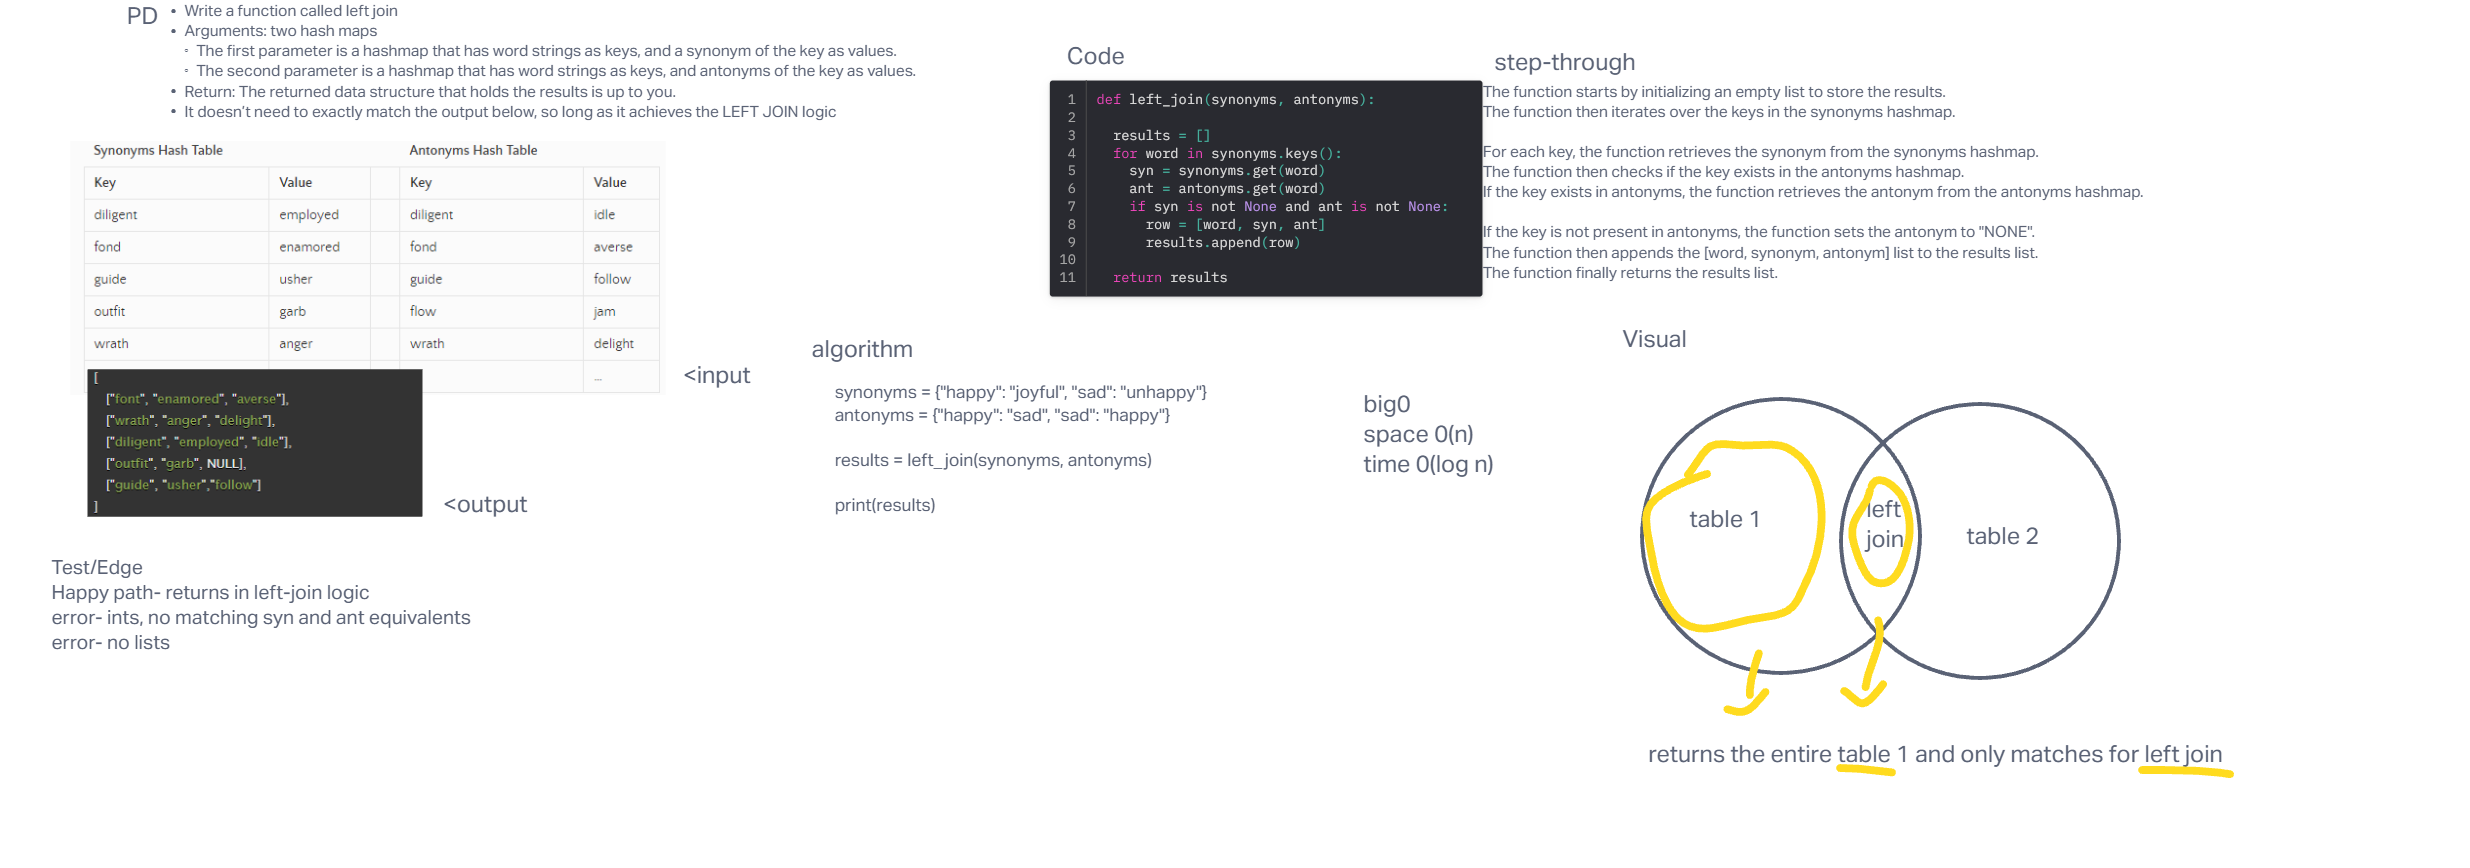 PD
• Write a function called left join
• Arguments: two hash maps
◦ The first parameter is a hashmap that has word strings as keys, and a synonym of the key as values.
◦ The second parameter is a hashmap that has word strings as keys, and antonyms of the key as values.
• Return: The returned data structure that holds the results is up to you.
• It doesn't need to exactly match the output below, so long as it achieves the LEFT JOIN logic
Synonyms Hash Table Antonyms Hash Table
Key Value Key Value
diligent employed diligent idle
fond enamored fond averse
guide usher guide follow
outfit garb flow jam
wrath anger wrath delight
...
<input
[
["font", "enamored", "averse"],
["wrath", "anger", "delight"],
["diligent", "employed", "idle"],
["outfit", "garb", NULL],
["guide", "usher","follow"]
]
<output
Test/Edge
Happy path- returns in left-join logic
error- ints, no matching syn and ant equivalents
error- no lists
Code
1 def left_join(synonyms, antonyms):
2
3 results = []
4 for word in synonyms.keys():
5 syn = synonyms.get(word)
6 ant = antonyms.get(word)
7 if syn is not None and ant is not None:
8 row = [word, syn, ant]
9 results.append(row)
10
11 return results
algorithm
synonyms = {"happy": "joyful", "sad": "unhappy"}
antonyms = {"happy": "sad", "sad": "happy"}
results = left_join(synonyms, antonyms)
print(results)
big0
space 0(n)
time 0(log n)
step-through
The function starts by initializing an empty list to store the results.
The function then iterates over the keys in the synonyms hashmap.
For each key, the function retrieves the synonym from the synonyms hashmap.
The function then checks if the key exists in the antonyms hashmap.
If the key exists in antonyms, the function retrieves the antonym from the antonyms hashmap.
If the key is not present in antonyms, the function sets the antonym to "NONE".
The function then appends the [word, synonym, antonym] list to the results list.
The function finally returns the results list.
Visual
table 1
left
join
table 2
returns the entire table 1 and only matches for left join